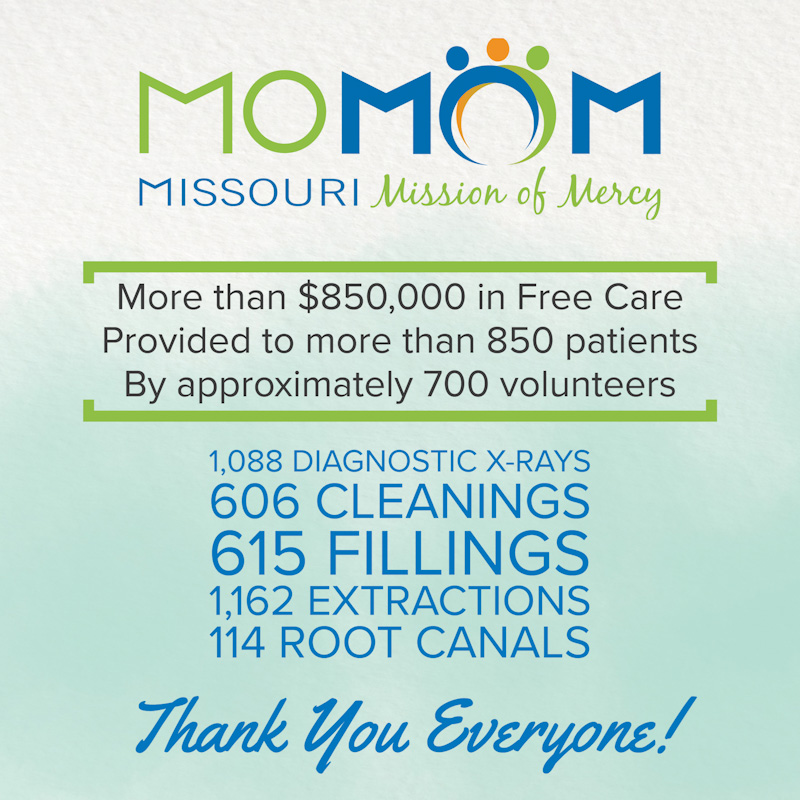 MOMOM
MISSOURI Mission of Mercy
More than $850,000 in Free Care
Provided to more than 850 patients
By approximately 700 volunteers
1,088 DIAGNOSTIC X-RAYS
606 CLEANINGS
615 FILLINGS
1,162 EXTRACTIONS
114 ROOT CANALS
Thank You Everyone!